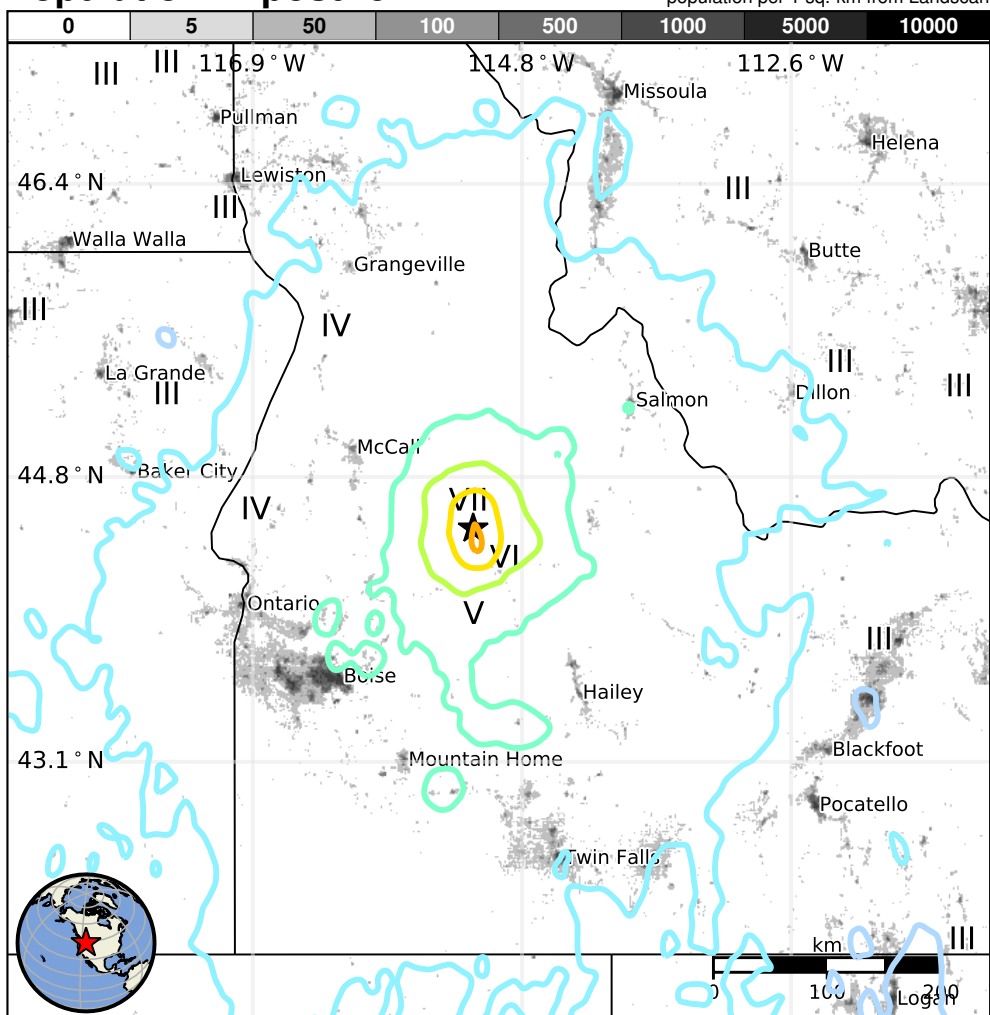 population per 1 sq. km from Landscan
0 5 50 100 500 1000 5000 10000
116.9°W 114.8°W 112.6°W
III III
Missoula
Pullman
Helena
Lewiston
46.4°N
III
III
Walla Walla
Butte
Grangeville
III
IV
La Grande
III
III
III
Dillon
Salmon
McCall
Baker City
44.8°N
VII
IV
VI
Ontario
V
III
Boise
Hailey
43.1°N
Mountain Home
Blackfoot
Pocatello
Twin Falls
km
III
0 100 200
Logan